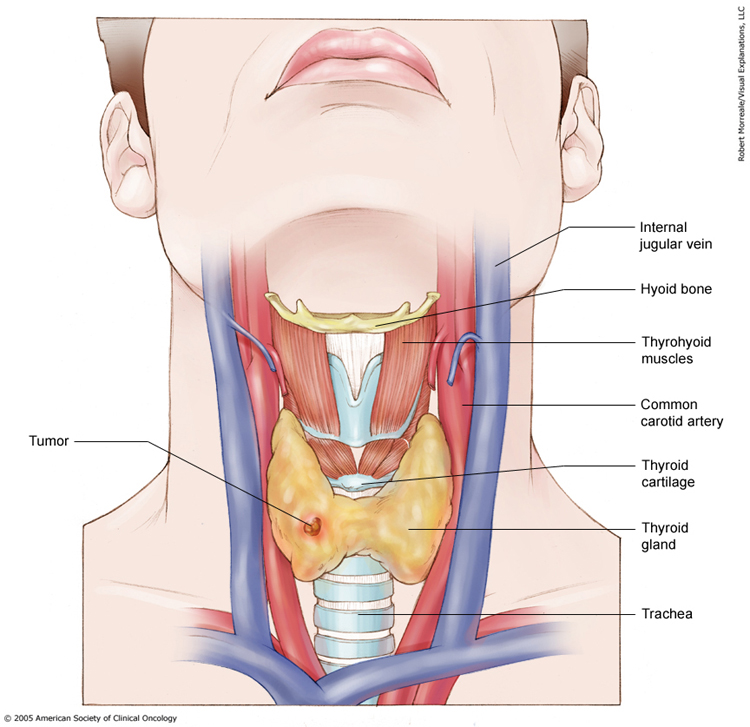 Robert Morreale/Visual Explanations, LLC
Internal
jugular vein
Hyoid bone
Thyrohyoid
muscles
Common
carotid artery
Tumor
Thyroid
cartilage
Thyroid
gland
Trachea
© 2005 American Society of Clinical Oncology